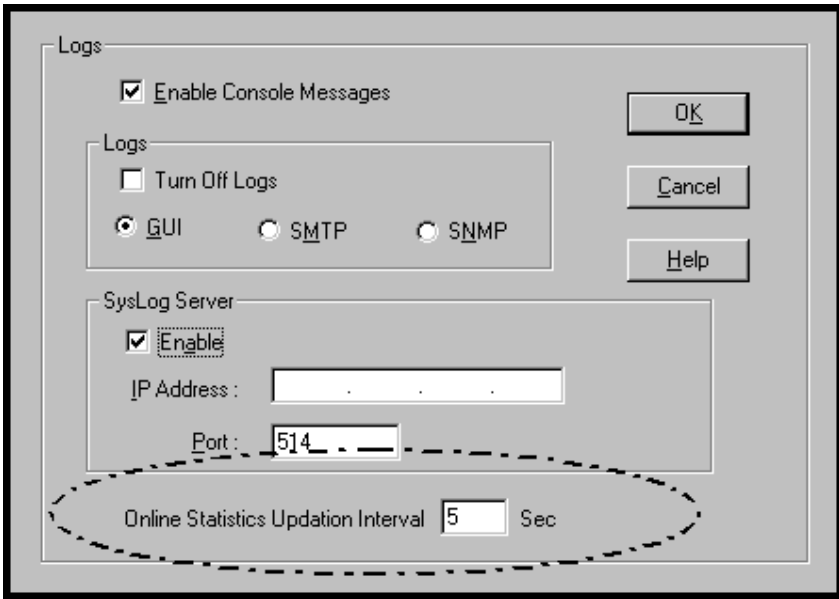 Logs
Enable Console Messages
OK
Logs
Turn Off Logs
Cancel
GUI SMTP SNMP
Help
SysLog Server
Enable
IP Address : . . .
Port : 514
Online Statistics Updation Interval 5 Sec